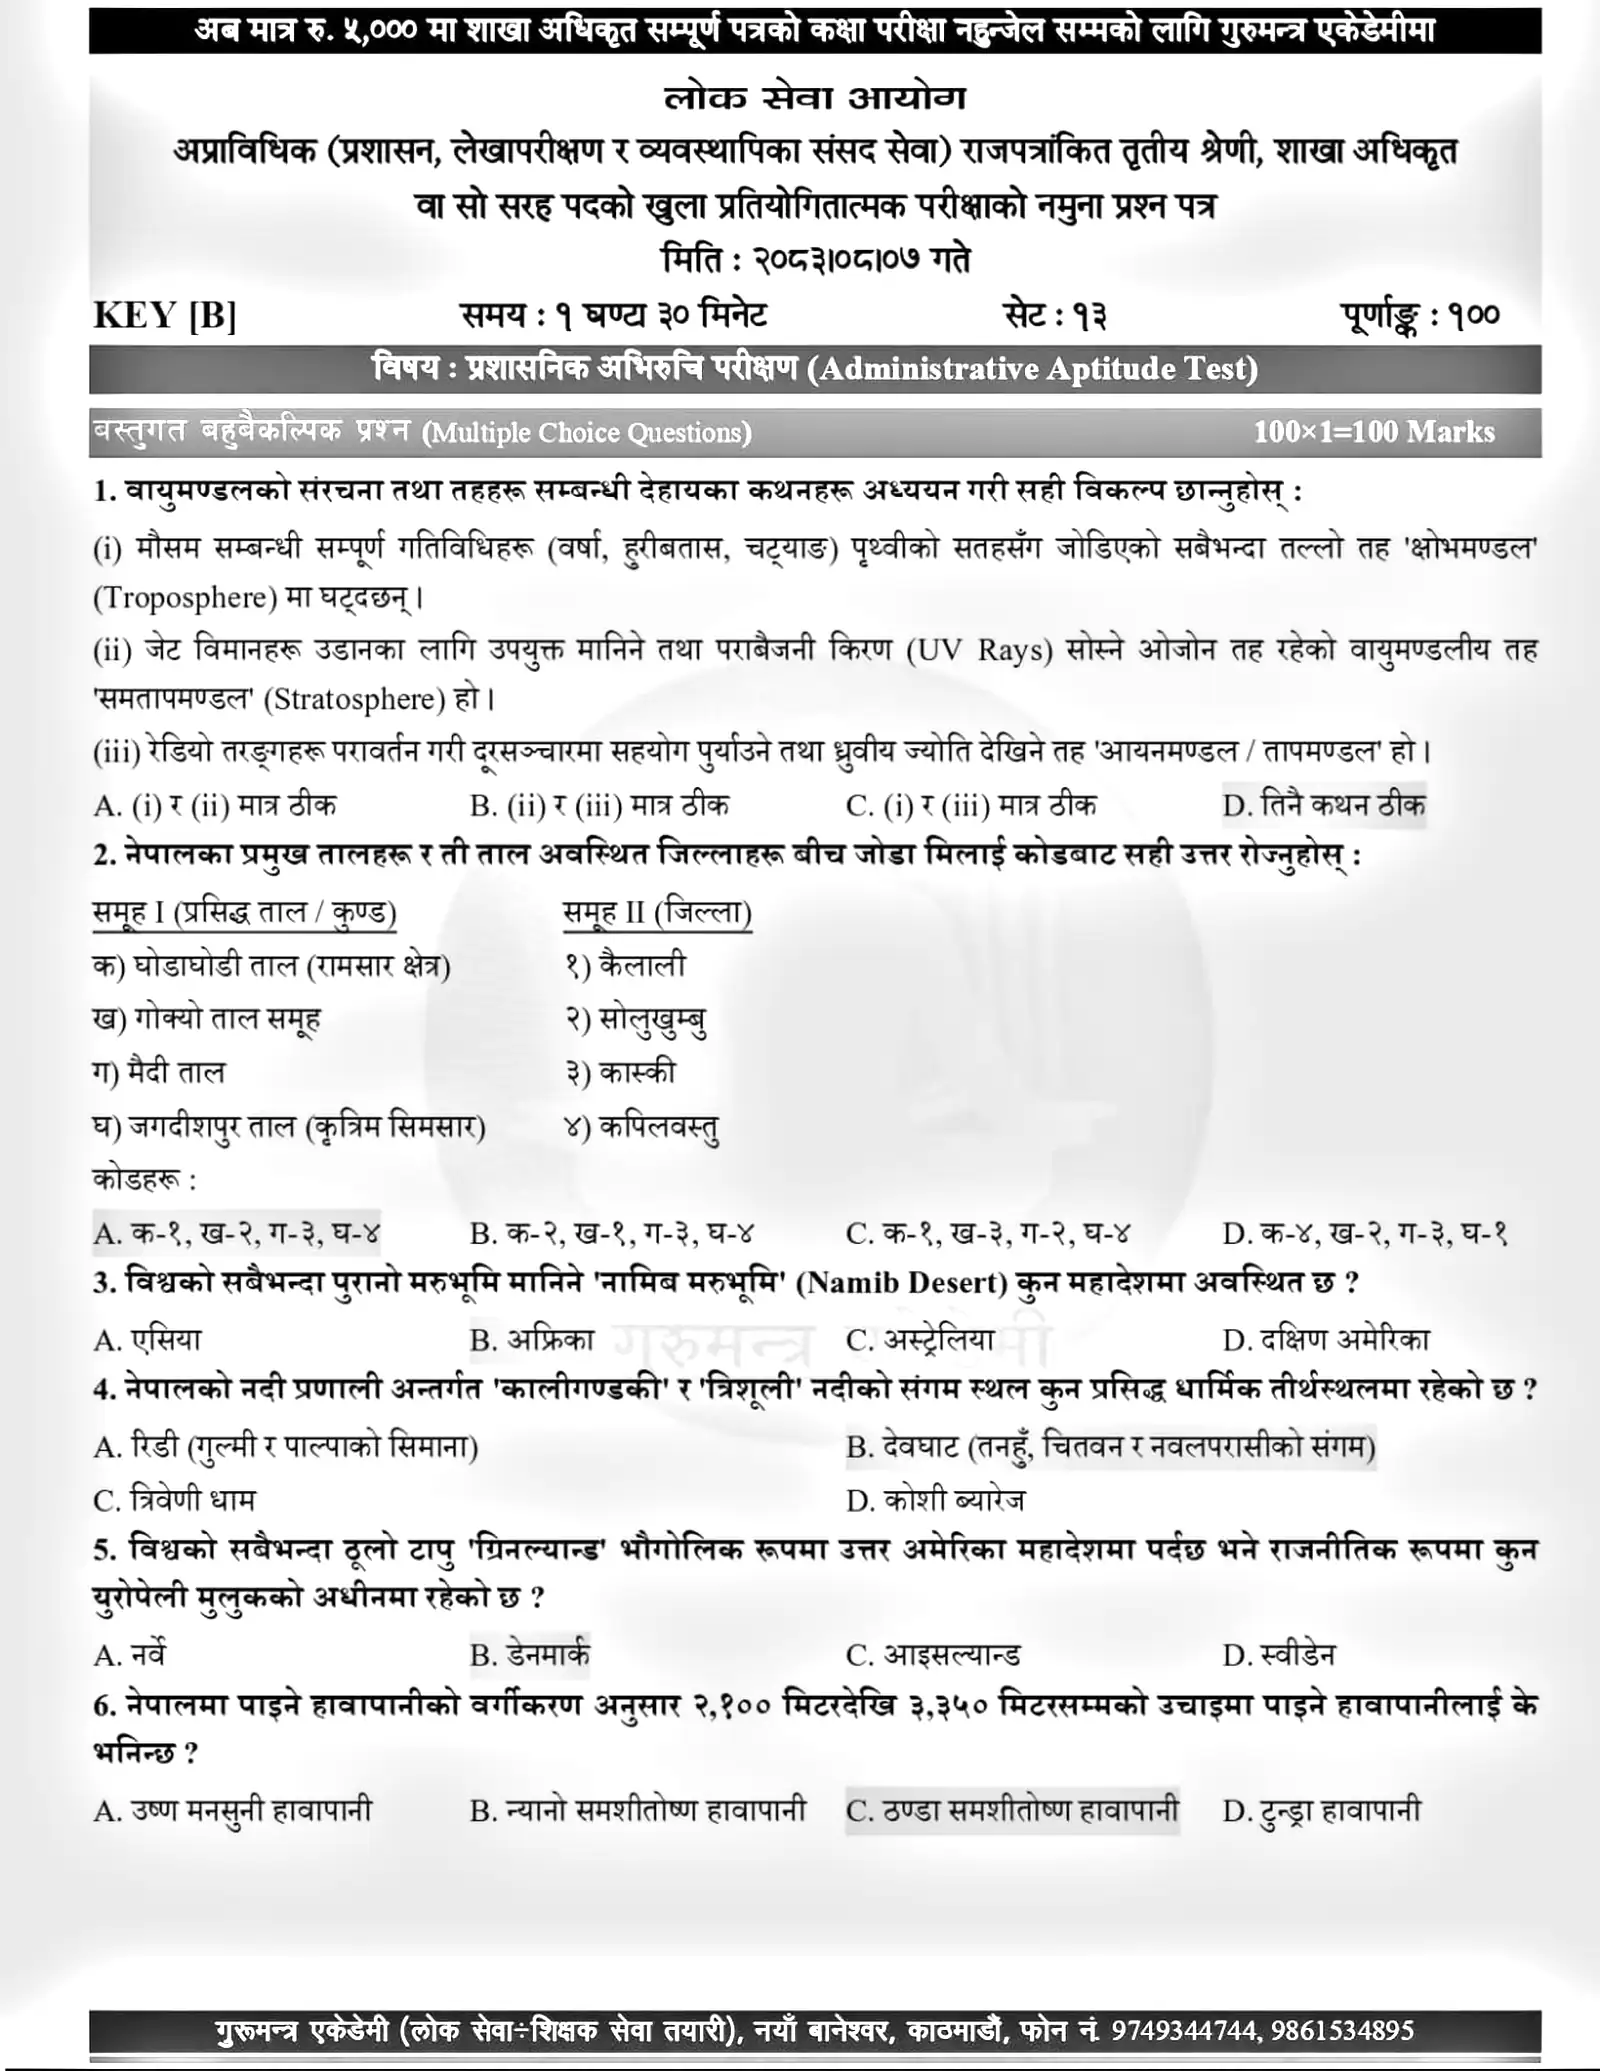 अब मात्र रु. ५,००० मा शाखा अधिकृत सम्पूर्ण पत्रको कक्षा परीक्षा नहुन्जेल सम्मको लागि गुरुमन्त्र एकेडेमीमा
लोक सेवा आयोग
अप्राविधिक (प्रशासन, लेखापरीक्षण र व्यवस्थापिका संसद सेवा) राजपत्रांकित तृतीय श्रेणी, शाखा अधिकृत
वा सो सरह पदको खुला प्रतियोगितात्मक परीक्षाको नमुना प्रश्न पत्र
मिति : २०८३।०८।०७ गते
KEY [B] समय : १ घण्टा ३० मिनेट सेट : १३ पूर्णाङ्क : १००
विषय : प्रशासनिक अभिरुचि परीक्षण (Administrative Aptitude Test)
बस्तुगत बहुबैकल्पिक प्रश्न (Multiple Choice Questions) 100×1=100 Marks
1. वायुमण्डलको संरचना तथा तहहरू सम्बन्धी देहायका कथनहरू अध्ययन गरी सही विकल्प छान्नुहोस् :
(i) मौसम सम्बन्धी सम्पूर्ण गतिविधिहरू (वर्षा, हुरीबतास, चट्याङ) पृथ्वीको सतहसँग जोडिएको सबैभन्दा तल्लो तह 'क्षोभमण्डल'
(Troposphere) मा घट्दछन् ।
(ii) जेट विमानहरू उडानका लागि उपयुक्त मानिने तथा पराबैजनी किरण (UV Rays) सोस्ने ओजोन तह रहेको वायुमण्डलीय तह
'समतापमण्डल' (Stratosphere) हो ।
(iii) रेडियो तरङ्गहरू परावर्तन गरी दूरसञ्चारमा सहयोग पुर्याउने तथा ध्रुवीय ज्योति देखिने तह 'आयनमण्डल / तापमण्डल' हो ।
A. (i) र (ii) मात्र ठीक B. (ii) र (iii) मात्र ठीक C. (i) र (iii) मात्र ठीक D. तिनै कथन ठीक
2. नेपालका प्रमुख तालहरू र ती ताल अवस्थित जिल्लाहरू बीच जोडा मिलाई कोडबाट सही उत्तर रोज्नुहोस् :
समूह I (प्रसिद्ध ताल / कुण्ड) समूह II (जिल्ला)
क) घोडाघोडी ताल (रामसार क्षेत्र) १) कैलाली
ख) गोक्यो ताल समूह २) सोलुखुम्बु
ग) मैदी ताल ३) कास्की
घ) जगदीशपुर ताल (कृत्रिम सिमसार) ४) कपिलवस्तु
कोडहरू :
A. क-१, ख-२, ग-३, घ-४ B. क-२, ख-१, ग-३, घ-४ C. क-१, ख-३, ग-२, घ-४ D. क-४, ख-२, ग-३, घ-१
3. विश्वको सबैभन्दा पुरानो मरुभूमि मानिने 'नामिब मरुभूमि' (Namib Desert) कुन महादेशमा अवस्थित छ ?
A. एसिया B. अफ्रिका C. अस्ट्रेलिया D. दक्षिण अमेरिका
4. नेपालको नदी प्रणाली अन्तर्गत 'कालीगण्डकी' र 'त्रिशूली' नदीको संगम स्थल कुन प्रसिद्ध धार्मिक तीर्थस्थलमा रहेको छ ?
A. रिडी (गुल्मी र पाल्पाको सिमाना) B. देवघाट (तनहुँ, चितवन र नवलपरासीको संगम)
C. त्रिवेणी धाम D. कोशी ब्यारेज
5. विश्वको सबैभन्दा ठूलो टापु 'ग्रिनल्यान्ड' भौगोलिक रूपमा उत्तर अमेरिका महादेशमा पर्दछ भने राजनीतिक रूपमा कुन
युरोपेली मुलुकको अधीनमा रहेको छ ?
A. नर्वे B. डेनमार्क C. आइसल्यान्ड D. स्वीडेन
6. नेपालमा पाइने हावापानीको वर्गीकरण अनुसार २,१०० मिटरदेखि ३,३५० मिटरसम्मको उचाइमा पाइने हावापानीलाई के
भनिन्छ ?
A. उष्ण मनसुनी हावापानी B. न्यानो समशीतोष्ण हावापानी C. ठण्डा समशीतोष्ण हावापानी D. टुन्ड्रा हावापानी
गुरूमन्त्र एकेडेमी (लोक सेवा÷शिक्षक सेवा तयारी), नयाँ बानेश्वर, काठमाडौं, फोन नं. 9749344744, 9861534895